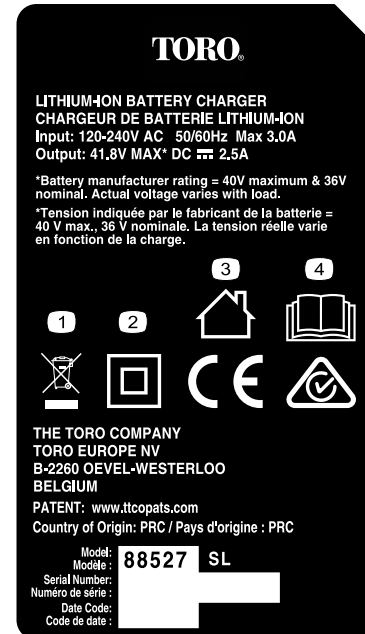 TORO®
LITHIUM-ION BATTERY CHARGER
CHARGEUR DE BATTERIE LITHIUM-ION
Input: 120-240V AC 50/60Hz Max 3.0A
Output: 41.8V MAX* DC ⎓ 2.5A
*Battery manufacturer rating = 40V maximum & 36V
nominal. Actual voltage varies with load.
*Tension indiquée par le fabricant de la batterie =
40 V max., 36 V nominale. La tension réelle varie
en fonction de la charge.
3 4
1 2
CE
THE TORO COMPANY
TORO EUROPE NV
B-2260 OEVEL-WESTERLOO
BELGIUM
PATENT: www.ttcopats.com
Country of Origin: PRC / Pays d'origine : PRC
Model: 88527 SL
Modèle :
Serial Number:
Numéro de série :
Date Code:
Code de date :